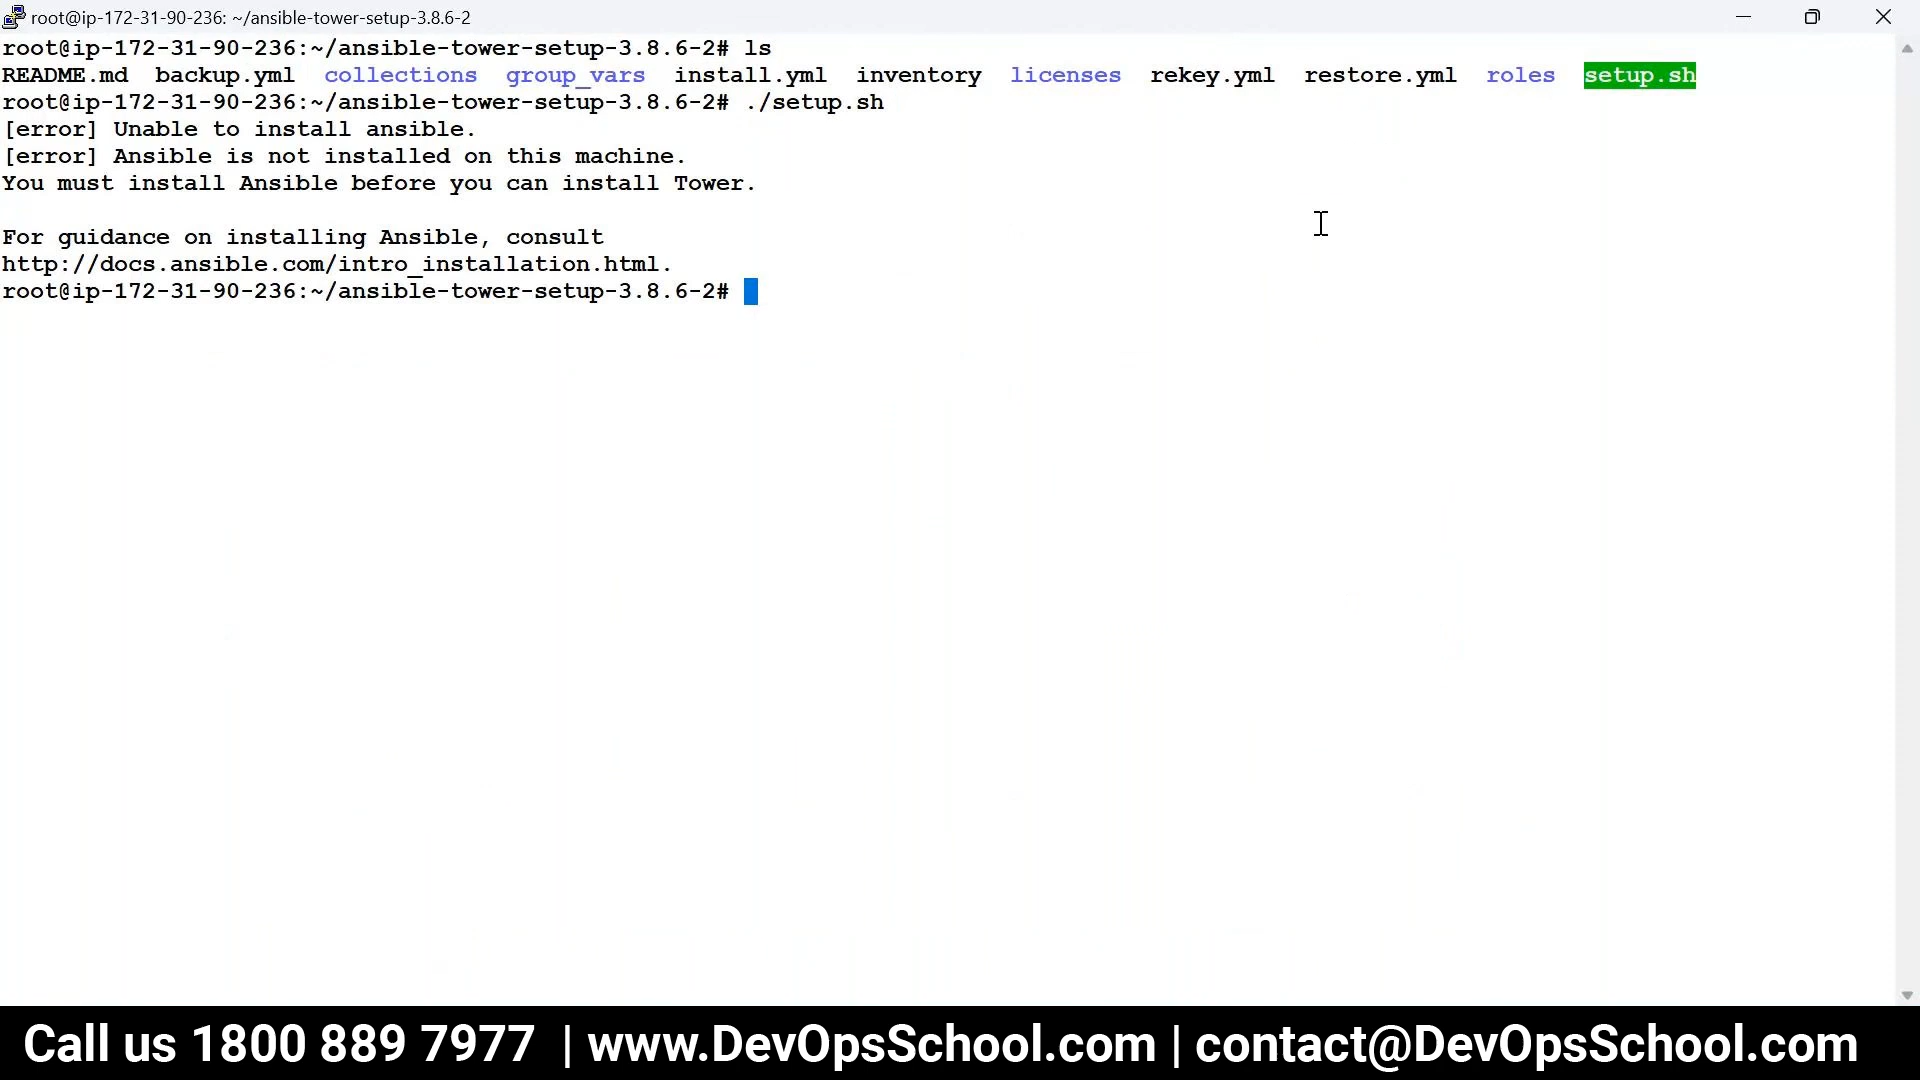 root@ip-172-31-90-236: ~/ansible-tower-setup-3.8.6-2
root@ip-172-31-90-236:~/ansible-tower-setup-3.8.6-2# ls
README.md  backup.yml  collections  group_vars  install.yml  inventory  licenses  rekey.yml  restore.yml  roles  setup.sh
root@ip-172-31-90-236:~/ansible-tower-setup-3.8.6-2# ./setup.sh
[error] Unable to install ansible.
[error] Ansible is not installed on this machine.
You must install Ansible before you can install Tower.
For guidance on installing Ansible, consult
http://docs.ansible.com/intro_installation.html.
root@ip-172-31-90-236:~/ansible-tower-setup-3.8.6-2#
Call us 1800 889 7977 | www.DevOpsSchool.com | contact@DevOpsSchool.com